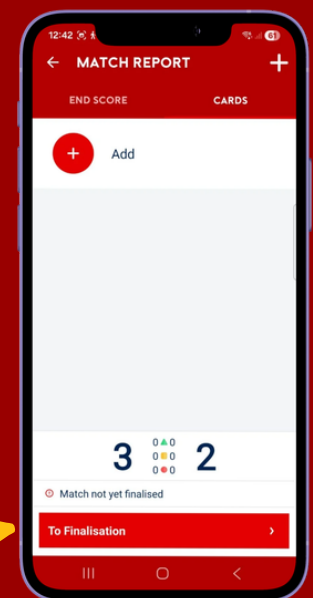 12:42
61
MATCH REPORT
END SCORE
CARDS
Add
3
0 0
0 0
0 0
2
Match not yet finalised
To Finalisation